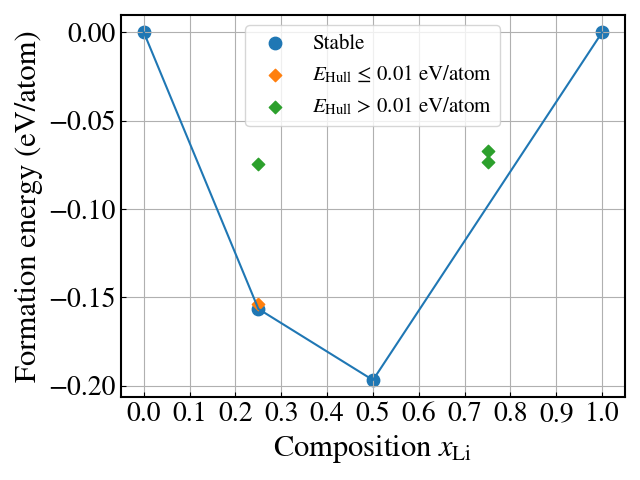 0.00
−0.05
−0.10
−0.15
−0.20
Formation energy (eV/atom)
Stable
E_Hull ≤ 0.01 eV/atom
E_Hull > 0.01 eV/atom
0.0 0.1 0.2 0.3 0.4 0.5 0.6 0.7 0.8 0.9 1.0
Composition x_Li